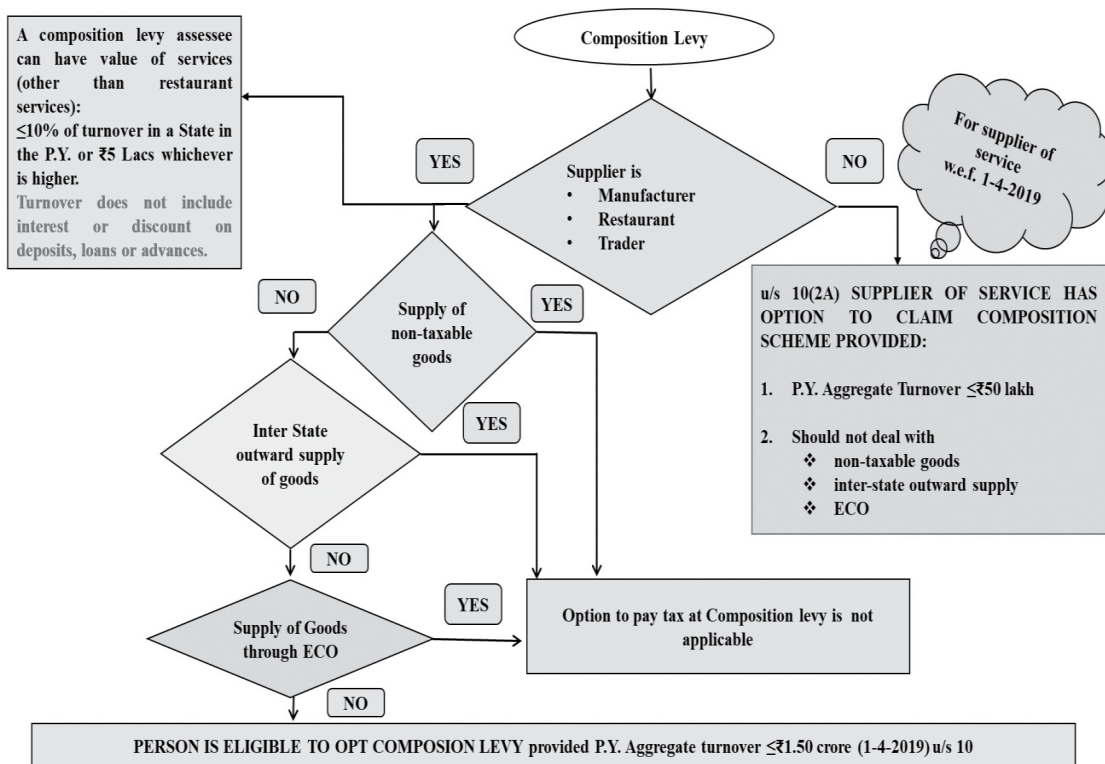 Composition Levy
A composition levy assessee
can have value of services
(other than restaurant
services):
≤10% of turnover in a State in
the P.Y. or ₹5 Lacs whichever
is higher.
Turnover does not include
interest or discount on
deposits, loans or advances.
YES
Supplier is
• Manufacturer
• Restaurant
• Trader
NO
For supplier of
service
w.e.f. 1-4-2019
u/s 10(2A) SUPPLIER OF SERVICE HAS
OPTION TO CLAIM COMPOSITION
SCHEME PROVIDED:
1. P.Y. Aggregate Turnover ≤₹50 lakh
2. Should not deal with
❖ non-taxable goods
❖ inter-state outward supply
❖ ECO
NO
Supply of
non-taxable
goods
YES
Inter State
outward supply
of goods
YES
NO
Supply of Goods
through ECO
YES
Option to pay tax at Composition levy is not
applicable
NO
PERSON IS ELIGIBLE TO OPT COMPOSION LEVY provided P.Y. Aggregate turnover ≤₹1.50 crore (1-4-2019) u/s 10